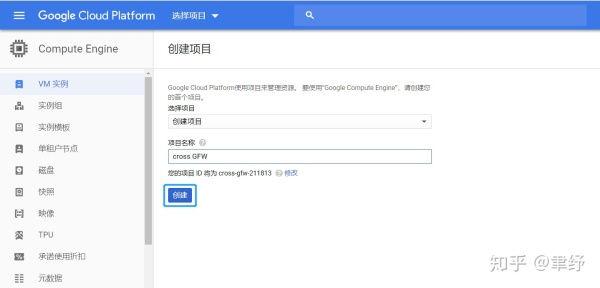 Google Cloud Platform 选择项目
Compute Engine 创建项目
VM 实例
实例组
实例模板
单租户节点
磁盘
快照
映像
TPU
承诺使用折扣
元数据
Google Cloud Platform使用项目来管理资源。 要使用“Google Compute Engine”，请创建您
的首个项目。
选择项目
创建项目
项目名称
cross GFW
您的项目 ID 将为 cross-gfw-211813 修改
创建
知乎 @聿纾